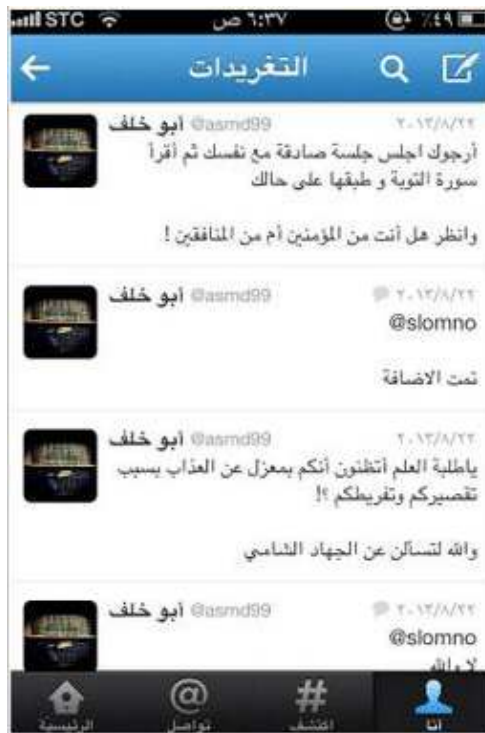 STC ٦:٣٧ ص ٪٤٩
التغريدات
أبو خلف @asmd99 ٢٠١٣/٨/٢٢
أرجوك اجلس جلسة صادقة مع نفسك ثم أقرأ
سورة التوبة و طبقها على حالك
وانظر هل أنت من المؤمنين أم من المنافقين !
أبو خلف @asmd99 ٢٠١٣/٨/٢٢
@slomno
تمت الاضافة
أبو خلف @asmd99 ٢٠١٣/٨/٢٢
ياطلبة العلم أتظنون أنكم بمعزل عن العذاب بسبب
تقصيركم وتفريطكم ؟!
والله لتسألن عن الجهاد الشامي
أبو خلف @asmd99 ٢٠١٣/٨/٢٢
@slomno
لا والله
الرئيسية تواصل اكتشف أنا